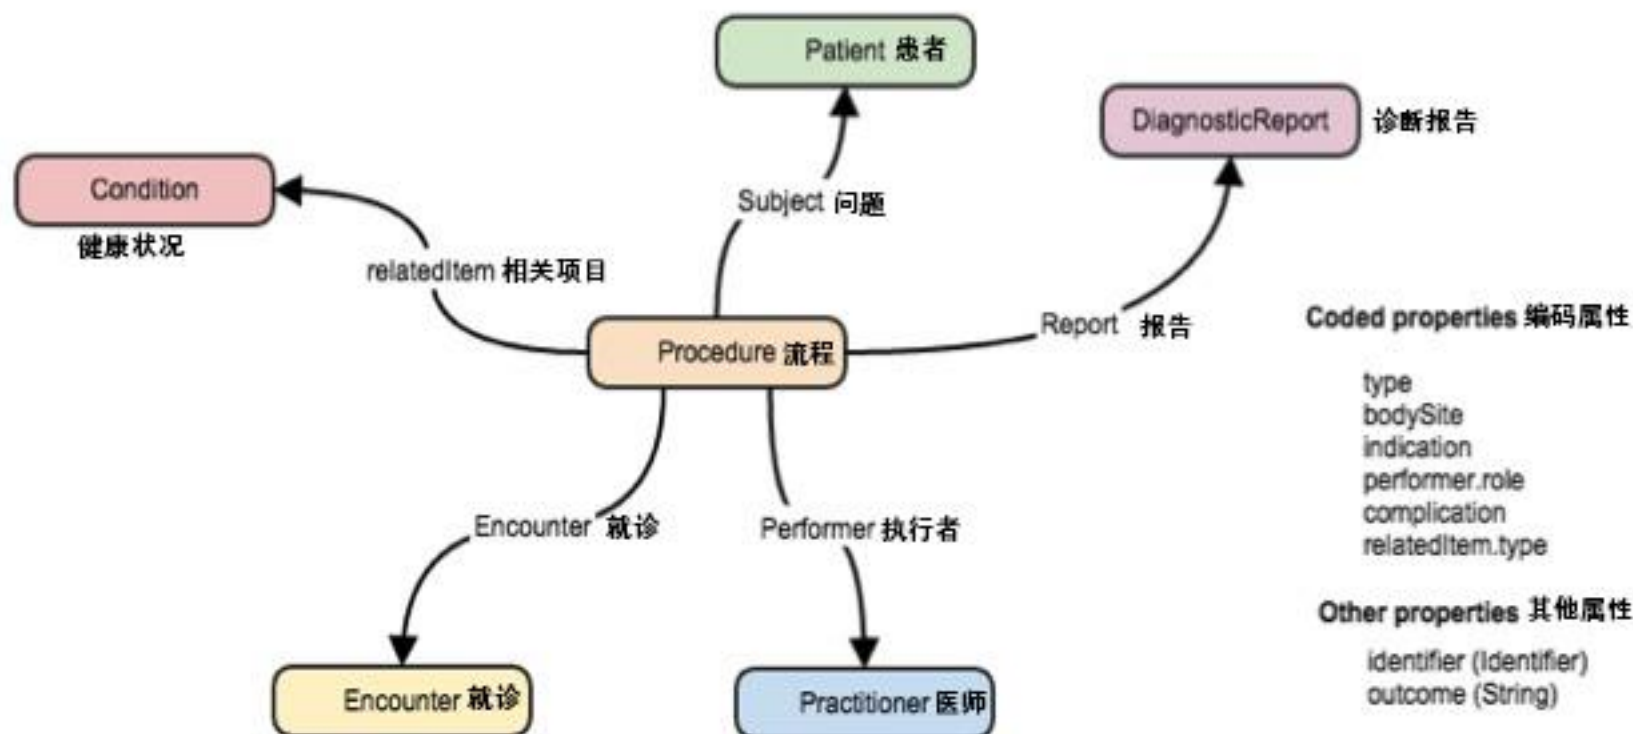 Patient 患者
DiagnosticReport 诊断报告
Condition
健康状况
Subject 问题
relatedItem 相关项目
Report 报告
Procedure 流程
Encounter 就诊
Performer 执行者
Encounter 就诊
Practitioner 医师
Coded properties 编码属性
type
bodySite
indication
performer.role
complication
relatedItem.type
Other properties 其他属性
identifier (Identifier)
outcome (String)